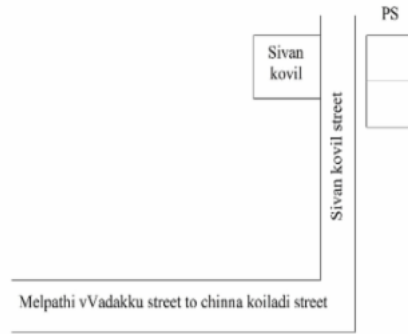 PS
Sivan
kovil
Sivan kovil street
Melpathi vVadakku street to chinna koiladi street